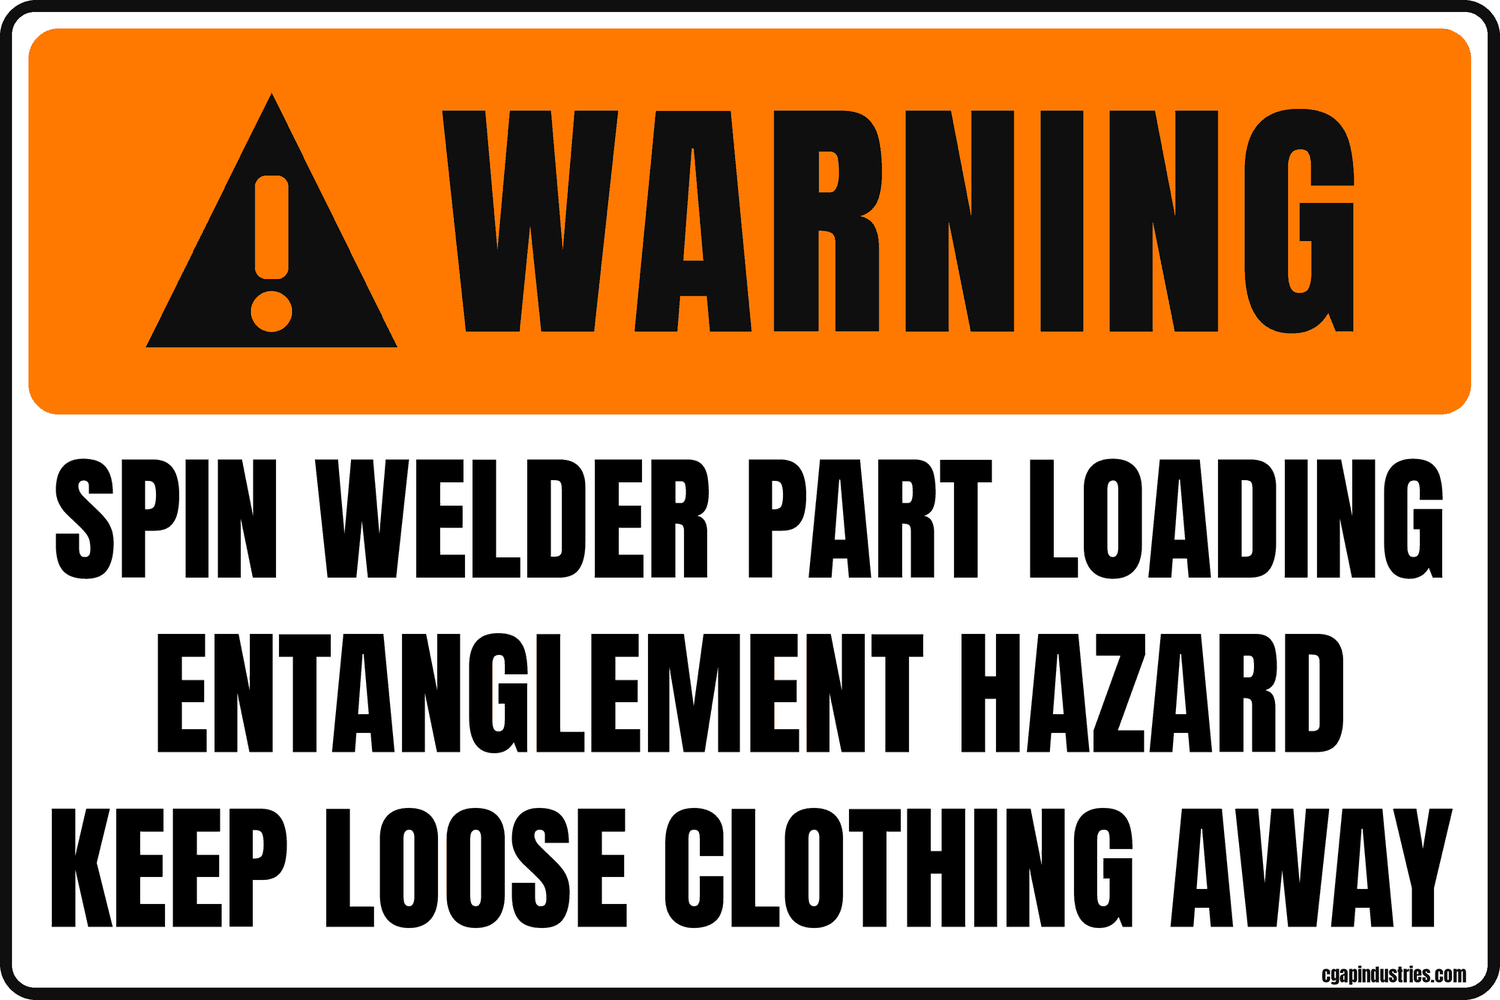 WARNING
SPIN WELDER PART LOADING
ENTANGLEMENT HAZARD
KEEP LOOSE CLOTHING AWAY
cgapindustries.com